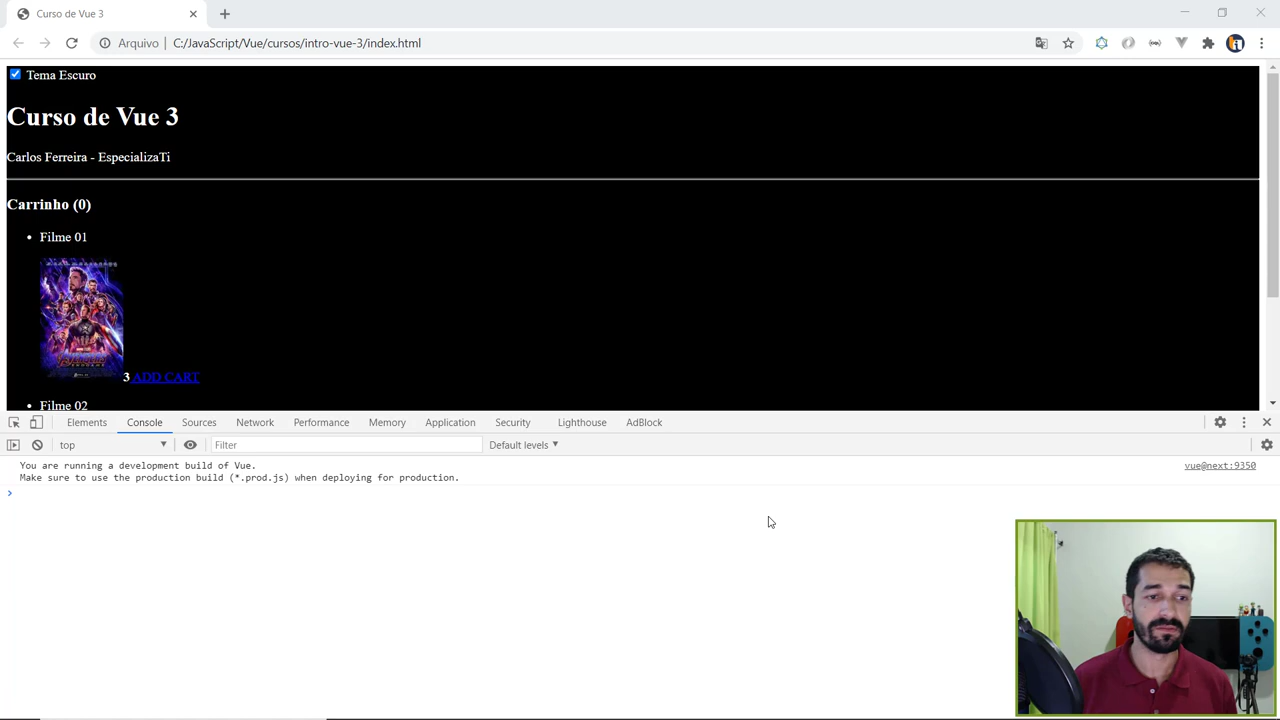 Curso de Vue 3
Arquivo C:/JavaScript/Vue/cursos/intro-vue-3/index.html
Tema Escuro
Curso de Vue 3
Carlos Ferreira - EspecializaTi
Carrinho (0)
Filme 01
3 ADD CART
Filme 02
Elements Console Sources Network Performance Memory Application Security Lighthouse AdBlock
top Filter Default levels
You are running a development build of Vue. vue@next:9350
Make sure to use the production build (*.prod.js) when deploying for production.